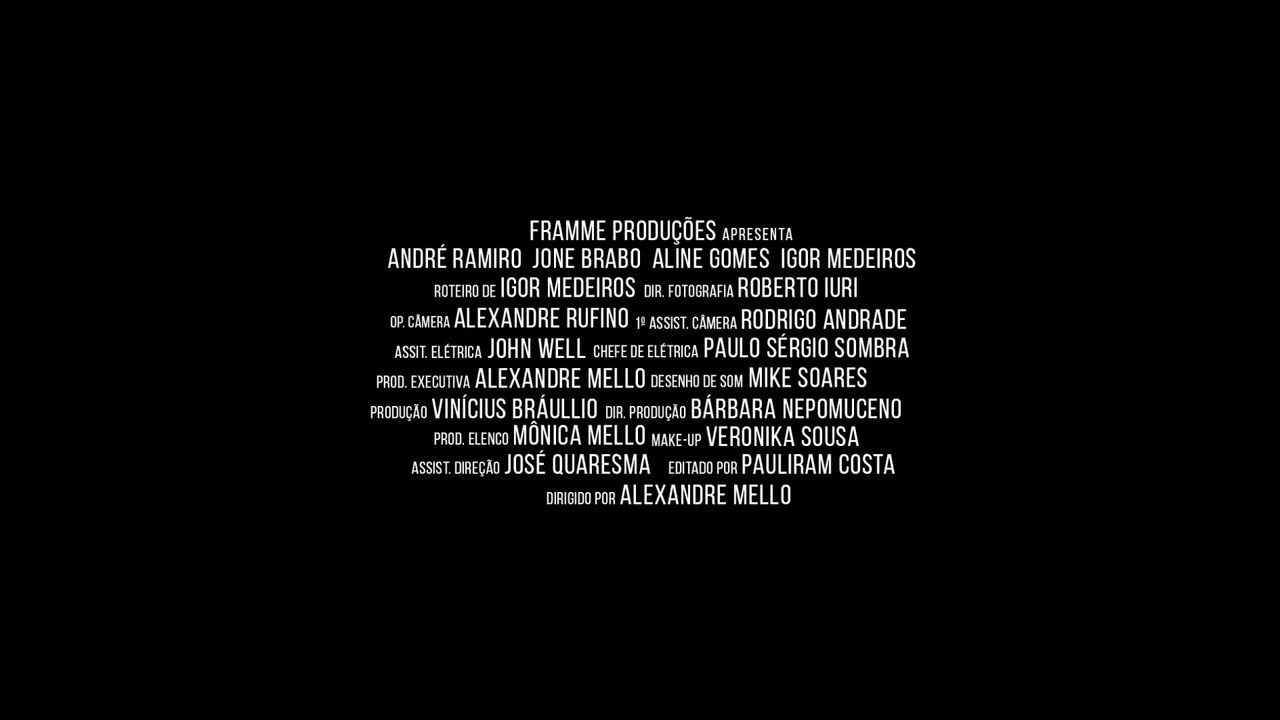 FRAMME PRODUÇÕES APRESENTA
ANDRÉ RAMIRO JONE BRABO ALINE GOMES IGOR MEDEIROS
ROTEIRO DE IGOR MEDEIROS DIR. FOTOGRAFIA ROBERTO IURI
OP. CÂMERA ALEXANDRE RUFINO 1º ASSIST. CÂMERA RODRIGO ANDRADE
ASSIT. ELÉTRICA JOHN WELL CHEFE DE ELÉTRICA PAULO SÉRGIO SOMBRA
PROD. EXECUTIVA ALEXANDRE MELLO DESENHO DE SOM MIKE SOARES
PRODUÇÃO VINÍCIUS BRÁULLIO DIR. PRODUÇÃO BÁRBARA NEPOMUCENO
PROD. ELENCO MÔNICA MELLO MAKE-UP VERONIKA SOUSA
ASSIST. DIREÇÃO JOSÉ QUARESMA EDITADO POR PAULIRAM COSTA
DIRIGIDO POR ALEXANDRE MELLO